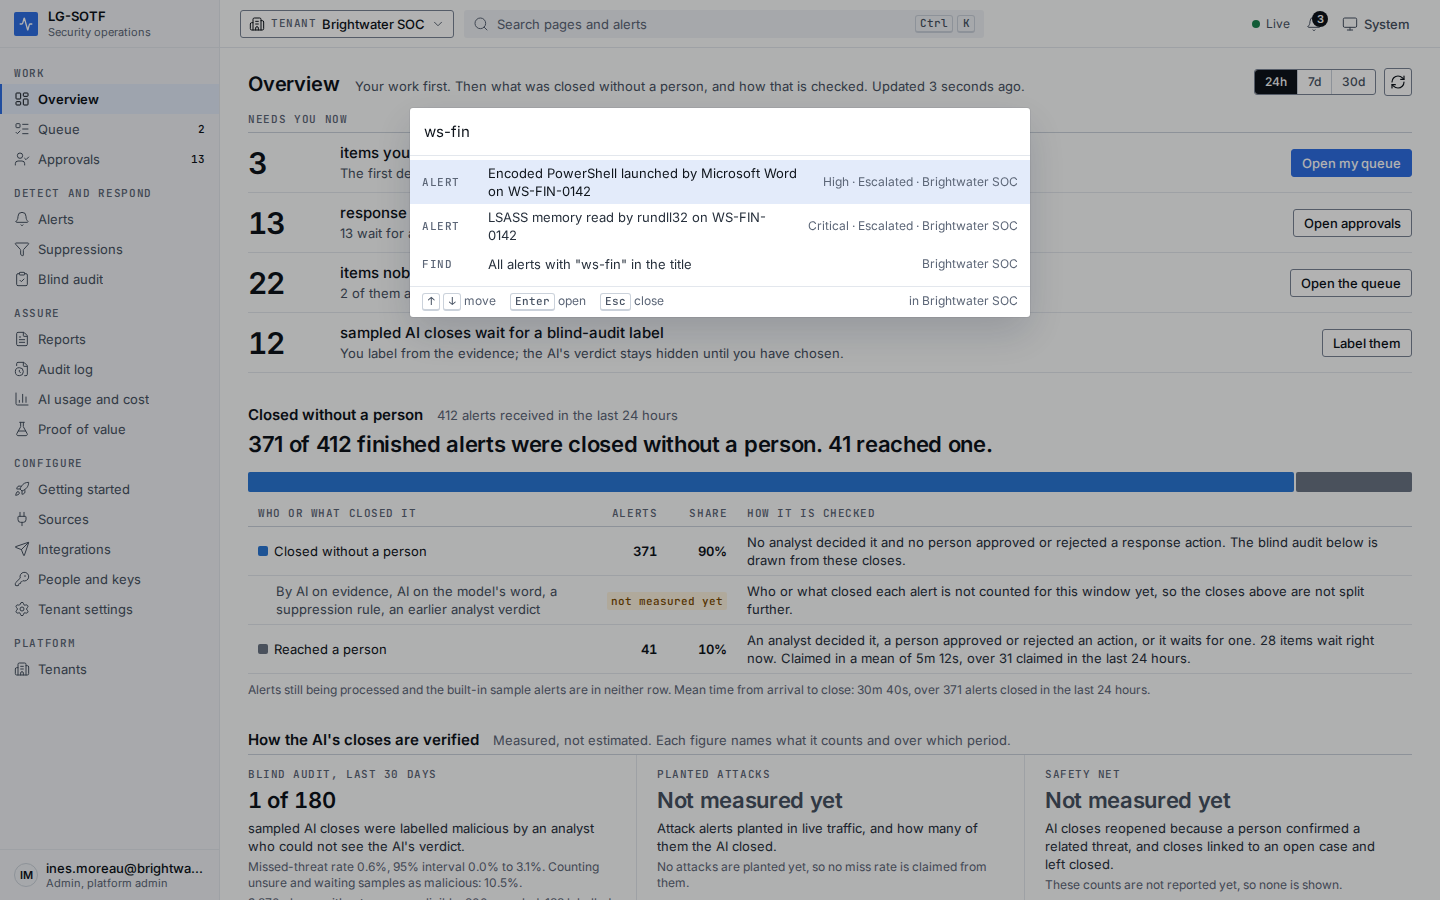 LG-SOTF
Security operations
TENANT Brightwater SOC
Search pages and alerts
Ctrl K
Live
3
System
WORK
Overview
Queue 2
Approvals 13
DETECT AND RESPOND
Alerts
Suppressions
Blind audit
ASSURE
Reports
Audit log
AI usage and cost
Proof of value
CONFIGURE
Getting started
Sources
Integrations
People and keys
Tenant settings
PLATFORM
Tenants
IM
ines.moreau@brightwa...
Admin, platform admin
Overview Your work first. Then what was closed without a person, and how that is checked. Updated 3 seconds ago.
24h 7d 30d
NEEDS YOU NOW
3 items you
The first de
Open my queue
13 response
13 wait for a
Open approvals
22 items nob
2 of them a
Open the queue
12 sampled AI closes wait for a blind-audit label
You label from the evidence; the AI's verdict stays hidden until you have chosen.
Label them
ws-fin
ALERT Encoded PowerShell launched by Microsoft Word on WS-FIN-0142 High · Escalated · Brightwater SOC
ALERT LSASS memory read by rundll32 on WS-FIN-0142 Critical · Escalated · Brightwater SOC
FIND All alerts with "ws-fin" in the title Brightwater SOC
↑ ↓ move Enter open Esc close in Brightwater SOC
Closed without a person 412 alerts received in the last 24 hours
371 of 412 finished alerts were closed without a person. 41 reached one.
WHO OR WHAT CLOSED IT ALERTS SHARE HOW IT IS CHECKED
Closed without a person 371 90% No analyst decided it and no person approved or rejected a response action. The blind audit below is
drawn from these closes.
By AI on evidence, AI on the model's word, a
suppression rule, an earlier analyst verdict
not measured yet
Who or what closed each alert is not counted for this window yet, so the closes above are not split
further.
Reached a person 41 10% An analyst decided it, a person approved or rejected an action, or it waits for one. 28 items wait right
now. Claimed in a mean of 5m 12s, over 31 claimed in the last 24 hours.
Alerts still being processed and the built-in sample alerts are in neither row. Mean time from arrival to close: 30m 40s, over 371 alerts closed in the last 24 hours.
How the AI's closes are verified Measured, not estimated. Each figure names what it counts and over which period.
BLIND AUDIT, LAST 30 DAYS
1 of 180
sampled AI closes were labelled malicious by an analyst
who could not see the AI's verdict.
Missed-threat rate 0.6%, 95% interval 0.0% to 3.1%. Counting
unsure and waiting samples as malicious: 10.5%.
PLANTED ATTACKS
Not measured yet
Attack alerts planted in live traffic, and how many of
them the AI closed.
No attacks are planted yet, so no miss rate is claimed from
them.
SAFETY NET
Not measured yet
AI closes reopened because a person confirmed a
related threat, and closes linked to an open case and
left closed.
These counts are not reported yet, so none is shown.